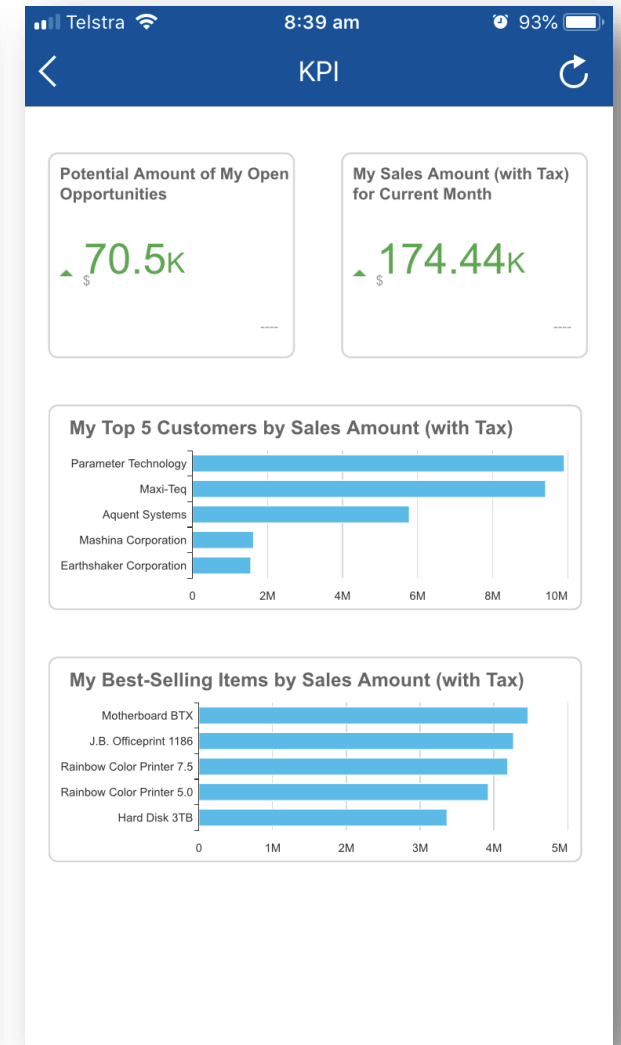 Telstra 8:39 am 93%
KPI
Potential Amount of My Open
Opportunities
70.5K
$
----
My Sales Amount (with Tax)
for Current Month
174.44K
$
----
My Top 5 Customers by Sales Amount (with Tax)
Parameter Technology
Maxi-Teq
Aquent Systems
Mashina Corporation
Earthshaker Corporation
0 2M 4M 6M 8M 10M
My Best-Selling Items by Sales Amount (with Tax)
Motherboard BTX
J.B. Officeprint 1186
Rainbow Color Printer 7.5
Rainbow Color Printer 5.0
Hard Disk 3TB
0 1M 2M 3M 4M 5M